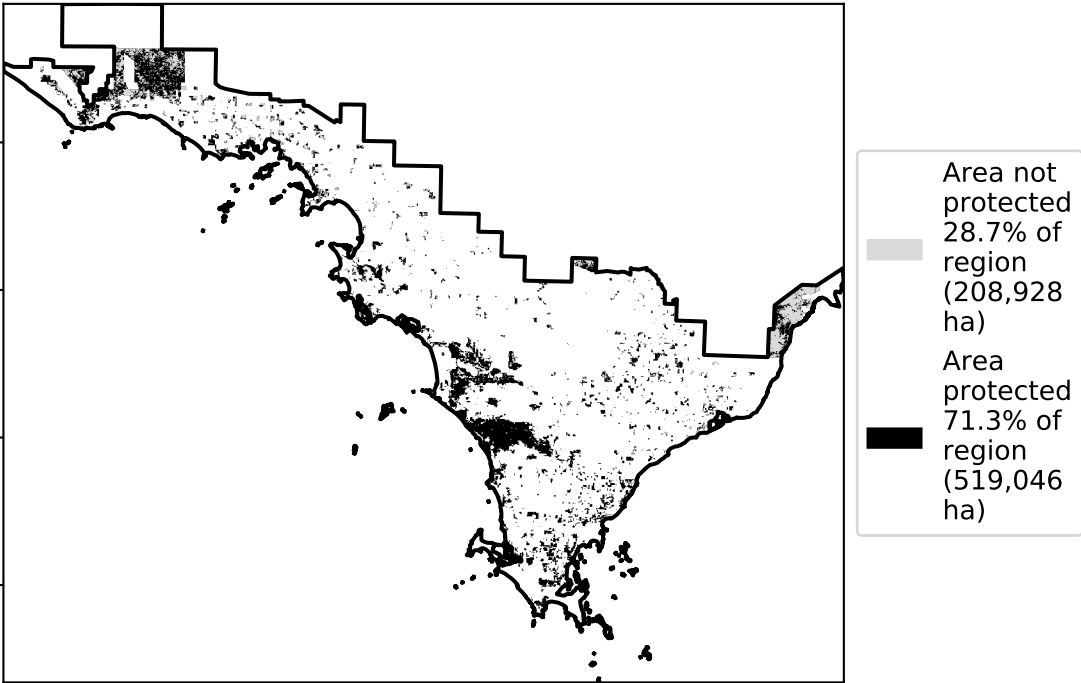 Area not
protected
28.7% of
region
(208,928
ha)
Area
protected
71.3% of
region
(519,046
ha)